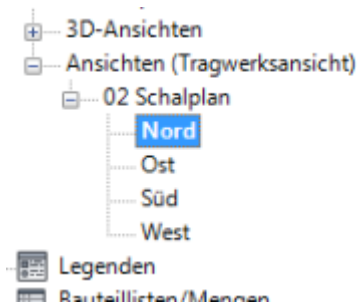 3D-Ansichten
Ansichten (Tragwerksansicht)
02 Schalplan
Nord
Ost
Süd
West
Legenden
Bauteillisten/Mengen